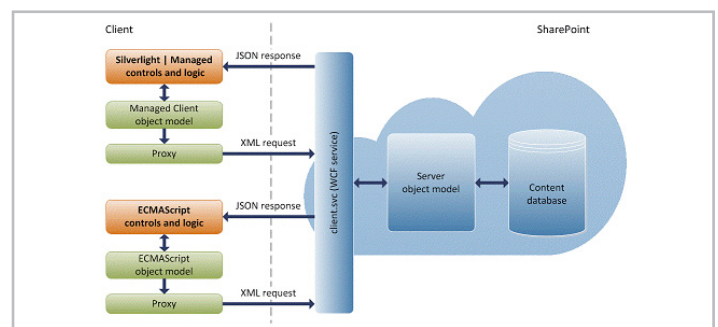 Client
SharePoint
JSON response
Silverlight | Managed
controls and logic
Managed Client
object model
XML request
Proxy
client.svc (WCF service)
Server
object model
Content
database
JSON response
ECMAScript
controls and logic
ECMAScript
object model
XML request
Proxy